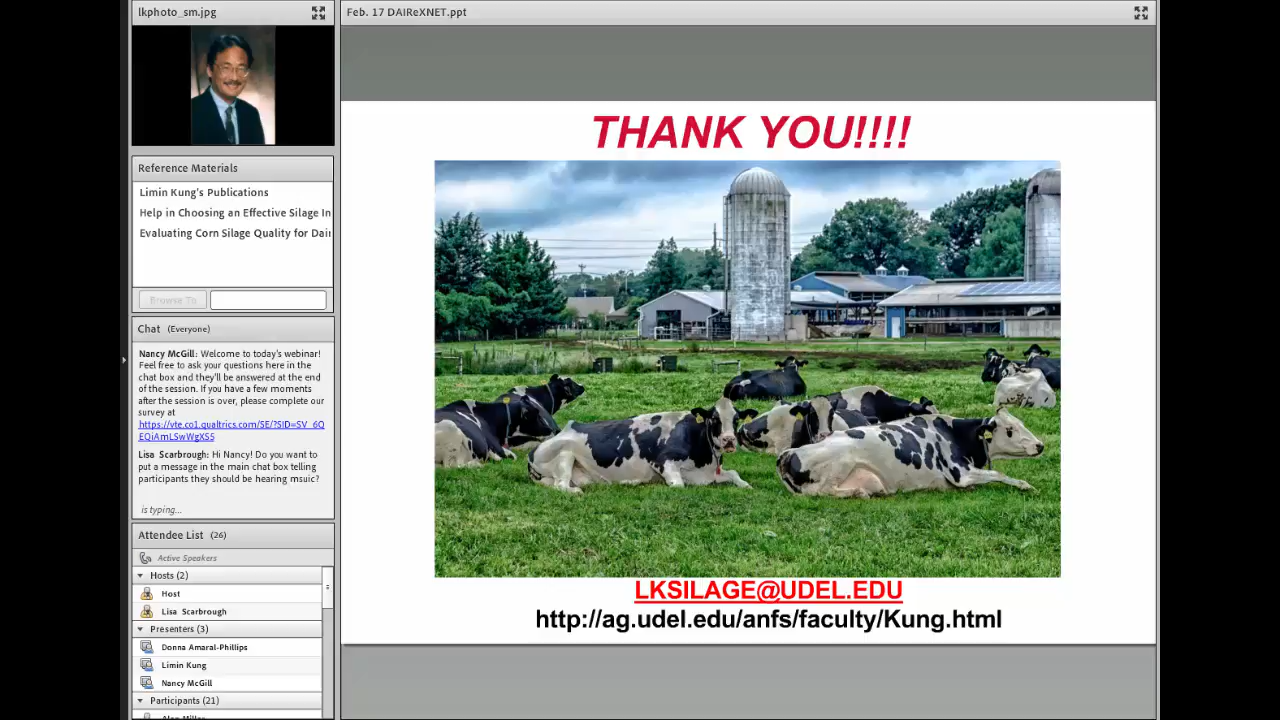 lkphoto_sm.jpg
Feb. 17 DAIReXNET.ppt
Reference Materials
Limin Kung's Publications
Help in Choosing an Effective Silage In
Evaluating Corn Silage Quality for Dai
Browse To
Chat (Everyone)
Nancy McGill: Welcome to today's webinar!
Feel free to ask your questions here in the
chat box and they'll be answered at the end
of the session. If you have a few moments
after the session is over, please complete our
survey at
https://vte.co1.qualtrics.com/SE/?SID=SV_6Q
EQiAmLSwWgXS5
Lisa Scarbrough: Hi Nancy! Do you want to
put a message in the main chat box telling
participants they should be hearing msuic?
is typing...
Attendee List (26)
Active Speakers
Hosts (2)
Host
Lisa Scarbrough
Presenters (3)
Donna Amaral-Phillips
Limin Kung
Nancy McGill
Participants (21)
THANK YOU!!!!
LKSILAGE@UDEL.EDU
http://ag.udel.edu/anfs/faculty/Kung.html